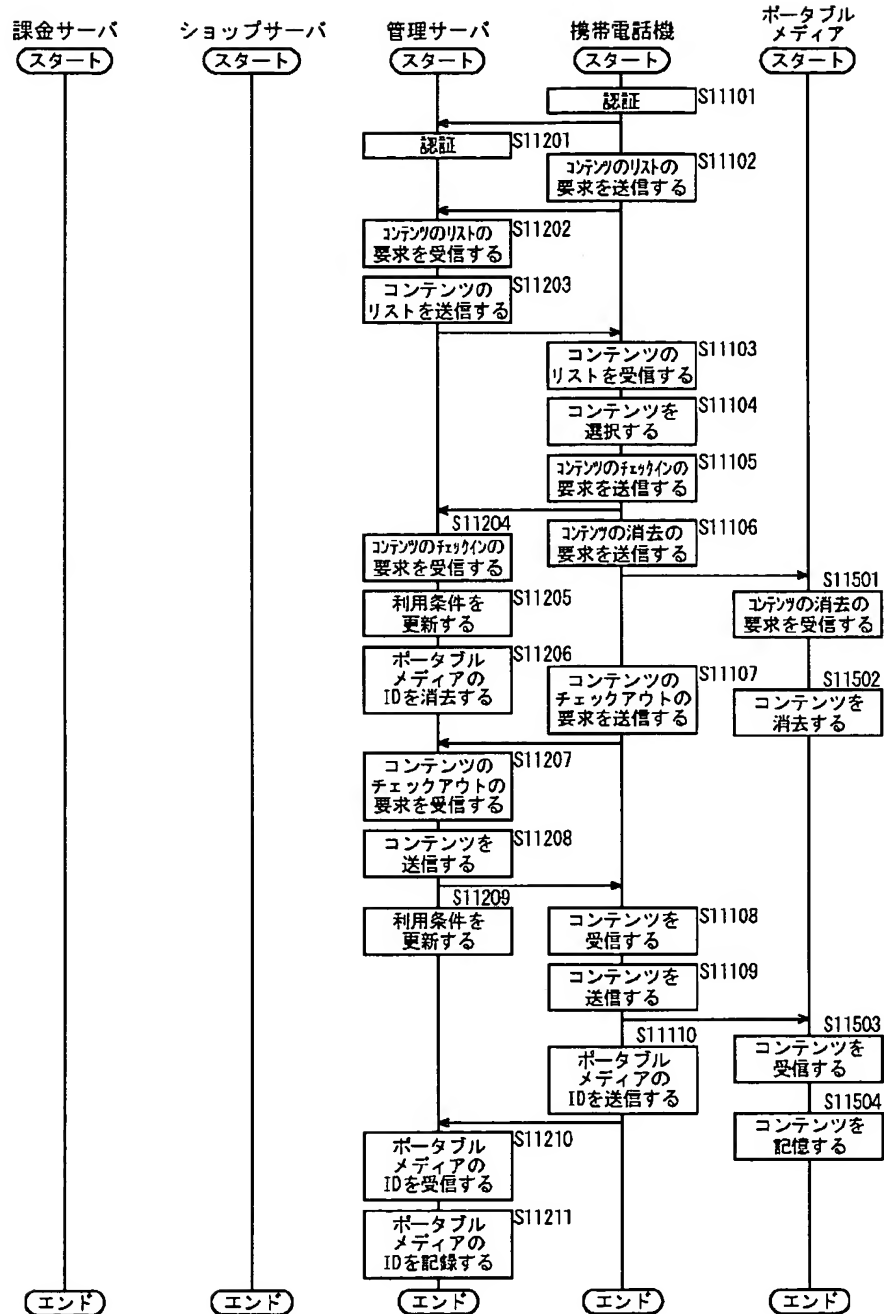 課金サーバ
ショップサーバ
管理サーバ
携帯電話機
ポータブル
メディア
スタート
スタート
スタート
スタート
スタート
認証
S11101
認証
S11201
コンテンツのリストの
要求を送信する
S11102
コンテンツのリストの
要求を受信する
S11202
コンテンツの
リストを送信する
S11203
コンテンツの
リストを受信する
S11103
コンテンツを
選択する
S11104
コンテンツのチェックインの
要求を送信する
S11105
S11204
コンテンツのチェックインの
要求を受信する
コンテンツの消去の
要求を送信する
S11106
S11501
コンテンツの消去の
要求を受信する
利用条件を
更新する
S11205
ポータブル
メディアの
IDを消去する
S11206
コンテンツの
チェックアウトの
要求を送信する
S11107
S11502
コンテンツを
消去する
コンテンツの
チェックアウトの
要求を受信する
S11207
コンテンツを
送信する
S11208
S11209
利用条件を
更新する
コンテンツを
受信する
S11108
コンテンツを
送信する
S11109
S11503
コンテンツを
受信する
S11110
ポータブル
メディアの
IDを送信する
S11504
コンテンツを
記憶する
ポータブル
メディアの
IDを受信する
S11210
ポータブル
メディアの
IDを記録する
S11211
エンド
エンド
エンド
エンド
エンド